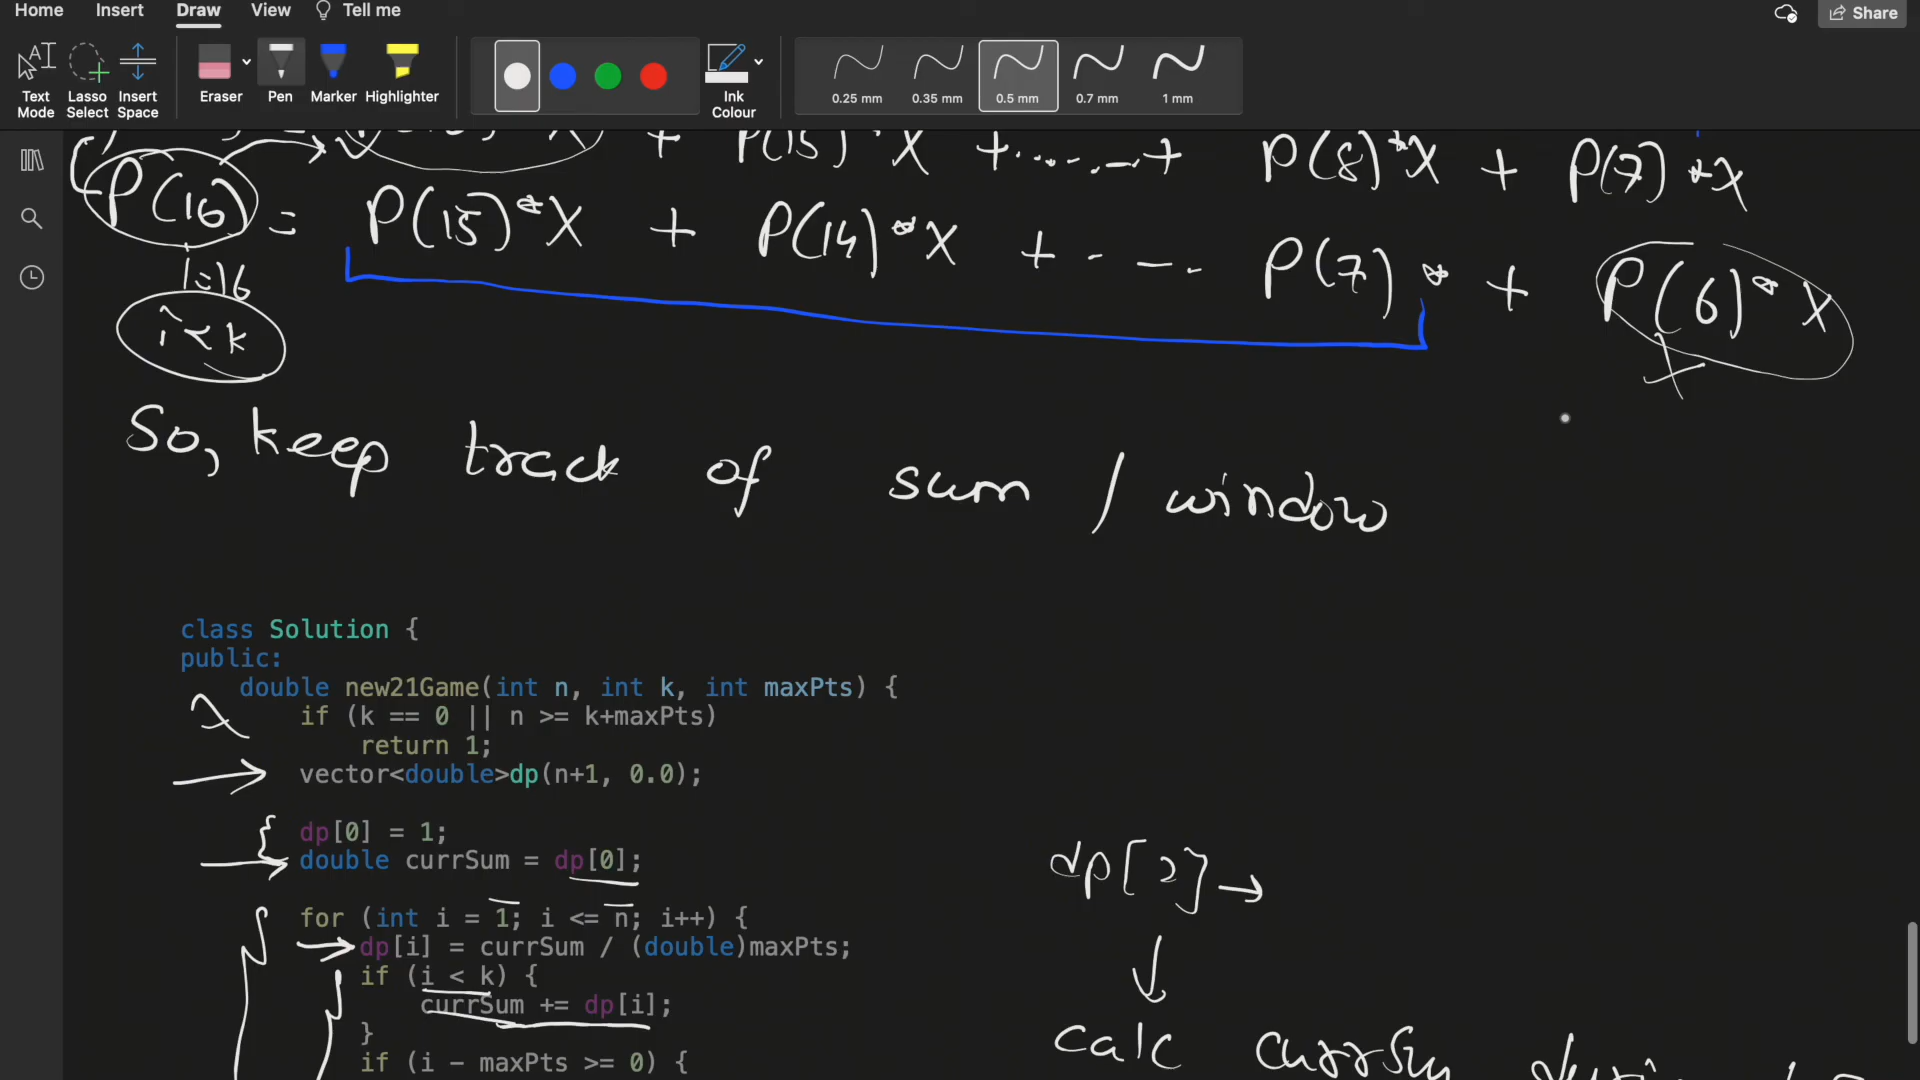 Home Insert Draw View Tell me Share
Text Mode Lasso Select Insert Space Eraser Pen Marker Highlighter Ink Colour 0.25 mm 0.35 mm 0.5 mm 0.7 mm 1 mm
+ P(15)*X + ...... + P(8)*X + P(7)*X
P(16) = P(15)*X + P(14)*X + - - - . P(7)* + P(6)*X
i=16
i<k
X
So, keep track of sum / window
class Solution {
public:
double new21Game(int n, int k, int maxPts) {
if (k == 0 || n >= k+maxPts)
return 1;
vector<double>dp(n+1, 0.0);
dp[0] = 1;
double currSum = dp[0];
dp[2] →
for (int i = 1; i <= n; i++) {
dp[i] = currSum / (double)maxPts;
if (i < k) {
currSum += dp[i];
}
calc currSum
if (i - maxPts >= 0) {